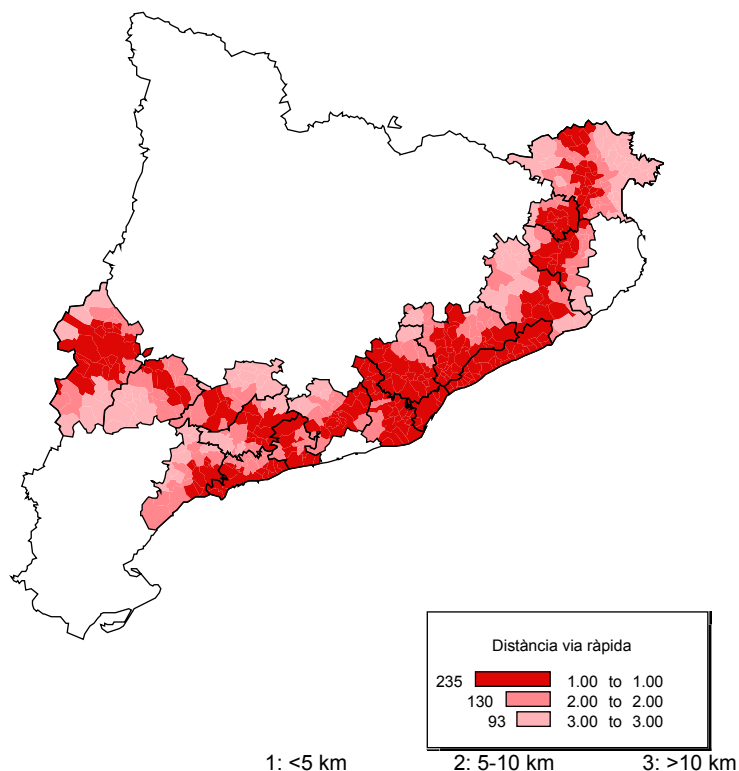 Distància via ràpida
235 1.00 to 1.00
130 2.00 to 2.00
93 3.00 to 3.00
1: <5 km 2: 5-10 km 3: >10 km